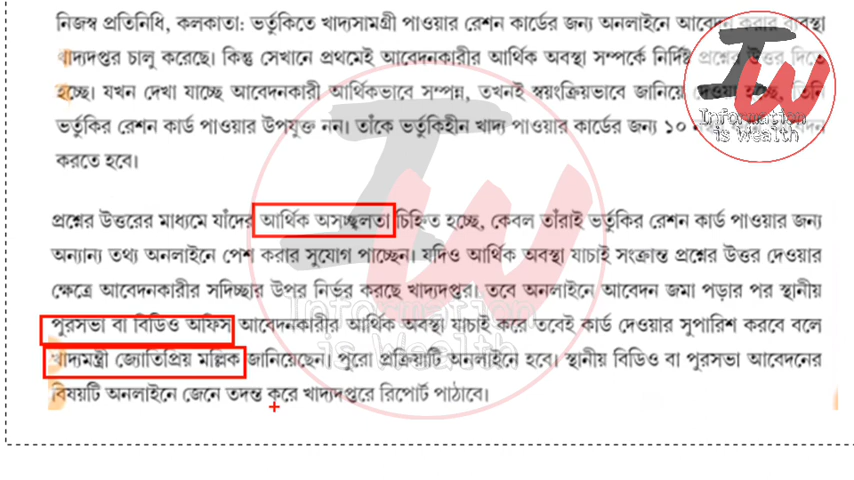 নিজস্ব প্রতিনিধি, কলকাতা: ভর্তুকিতে খাদ্যসামগ্রী পাওয়ার রেশন কার্ডের জন্য অনলাইনে আবেদন করার ব্যবস্থা
খাদ্যদপ্তর চালু করেছে। কিন্তু সেখানে প্রথমেই আবেদনকারীর আর্থিক অবস্থা সম্পর্কে নির্দিষ্ট প্রশ্নের উত্তর দিতে
হচ্ছে। যখন দেখা যাচ্ছে আবেদনকারী আর্থিকভাবে সম্পন্ন, তখনই স্বয়ংক্রিয়ভাবে জানিয়ে দেওয়া হচ্ছে, তিনি
ভর্তুকির রেশন কার্ড পাওয়ার উপযুক্ত নন। তাঁকে ভর্তুকিহীন খাদ্য পাওয়ার কার্ডের জন্য ১০
করতে হবে।
প্রশ্নের উত্তরের মাধ্যমে যাঁদের আর্থিক অসচ্ছলতা চিহ্নিত হচ্ছে, কেবল তাঁরাই ভর্তুকির রেশন কার্ড পাওয়ার জন্য
অন্যান্য তথ্য অনলাইনে পেশ করার সুযোগ পাচ্ছেন। যদিও আর্থিক অবস্থা যাচাই সংক্রান্ত প্রশ্নের উত্তর দেওয়ার
ক্ষেত্রে আবেদনকারীর সদিচ্ছার উপর নির্ভর করছে খাদ্যদপ্তর। তবে অনলাইনে আবেদন জমা পড়ার পর স্থানীয়
পুরসভা বা বিডিও অফিস আবেদনকারীর আর্থিক অবস্থা যাচাই করে তবেই কার্ড দেওয়ার সুপারিশ করবে বলে
খাদ্যমন্ত্রী জ্যোতিপ্রিয় মল্লিক জানিয়েছেন। পুরো প্রক্রিয়াটি অনলাইনে হবে। স্থানীয় বিডিও বা পুরসভা আবেদনের
বিষয়টি অনলাইনে জেনে তদন্ত করে খাদ্যদপ্তরে রিপোর্ট পাঠাবে।
IW
Information
is Wealth
IW
Information
is Wealth